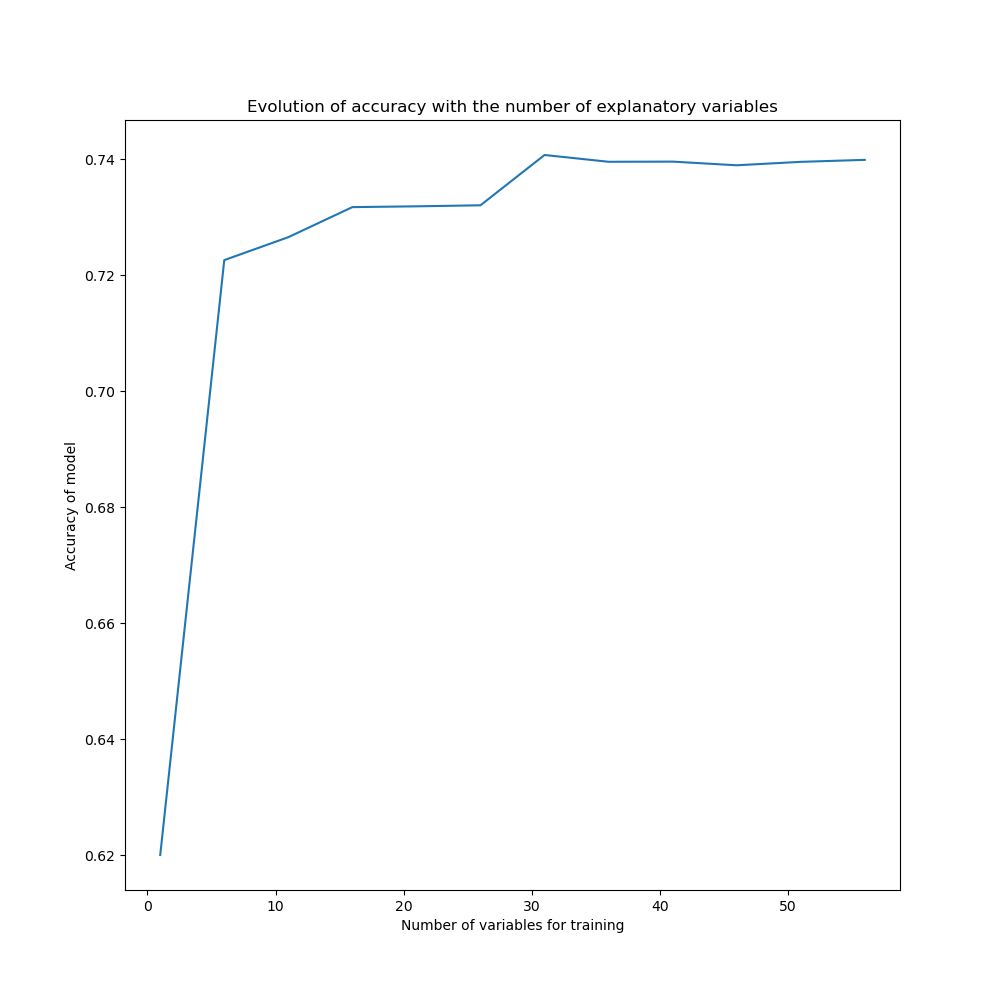 Evolution of accuracy with the number of explanatory variables
0.74
0.72
0.70
0.68
0.66
0.64
0.62
Accuracy of model
0 10 20 30 40 50
Number of variables for training